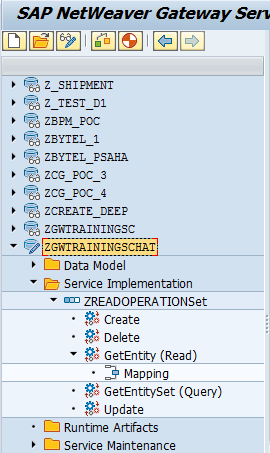 SAP NetWeaver Gateway Serv
Z_SHIPMENT
Z_TEST_D1
ZBPM_POC
ZBYTEL_1
ZBYTEL_PSAHA
ZCG_POC_3
ZCG_POC_4
ZCREATE_DEEP
ZGWTRAININGSC
ZGWTRAININGSCHAT
Data Model
Service Implementation
ZREADOPERATIONSet
Create
Delete
GetEntity (Read)
Mapping
GetEntitySet (Query)
Update
Runtime Artifacts
Service Maintenance